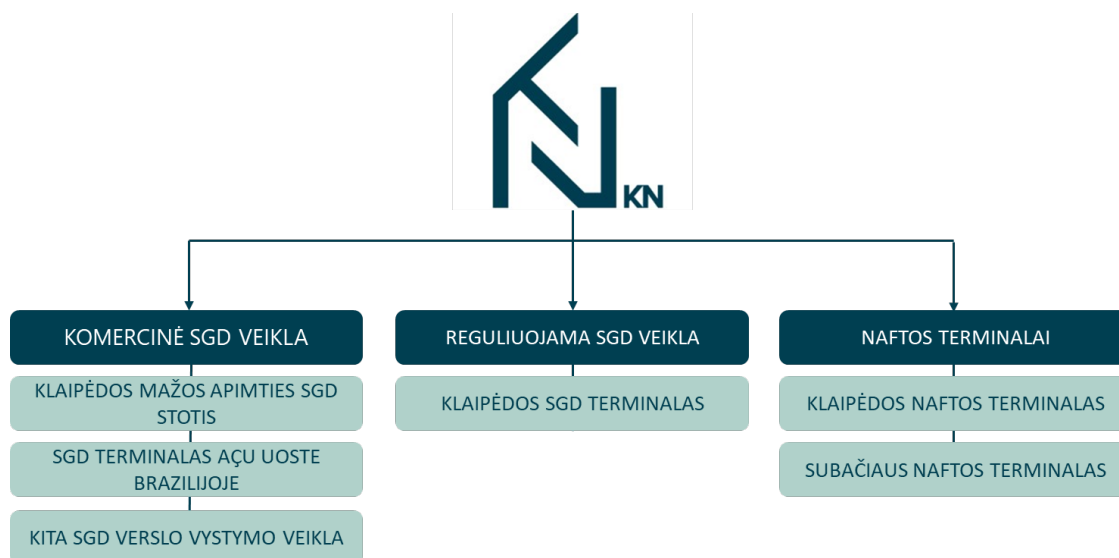 KN
KOMERCINĖ SGD VEIKLA
KLAIPĖDOS MAŽOS APIMTIES SGD
STOTIS
SGD TERMINALAS AÇU UOSTE
BRAZILIJOJE
KITA SGD VERSLO VYSTYMO VEIKLA
REGULIUOJAMA SGD VEIKLA
KLAIPĖDOS SGD TERMINALAS
NAFTOS TERMINALAI
KLAIPĖDOS NAFTOS TERMINALAS
SUBAČIAUS NAFTOS TERMINALAS